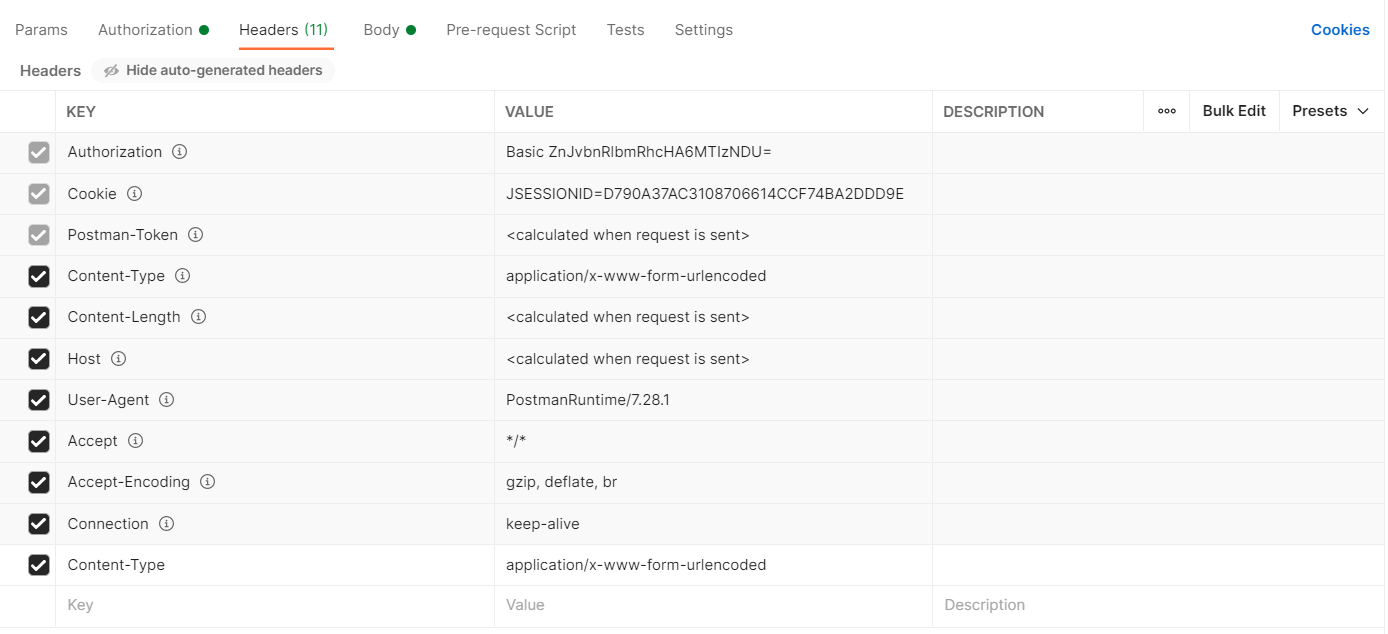 Params Authorization Headers (11) Body Pre-request Script Tests Settings Cookies
Headers Hide auto-generated headers
KEY VALUE DESCRIPTION Bulk Edit Presets
Authorization Basic ZnJvbnRlbmRhcHA6MTIzNDU=
Cookie JSESSIONID=D790A37AC3108706614CCF74BA2DDD9E
Postman-Token <calculated when request is sent>
Content-Type application/x-www-form-urlencoded
Content-Length <calculated when request is sent>
Host <calculated when request is sent>
User-Agent PostmanRuntime/7.28.1
Accept */*
Accept-Encoding gzip, deflate, br
Connection keep-alive
Content-Type application/x-www-form-urlencoded
Key Value Description